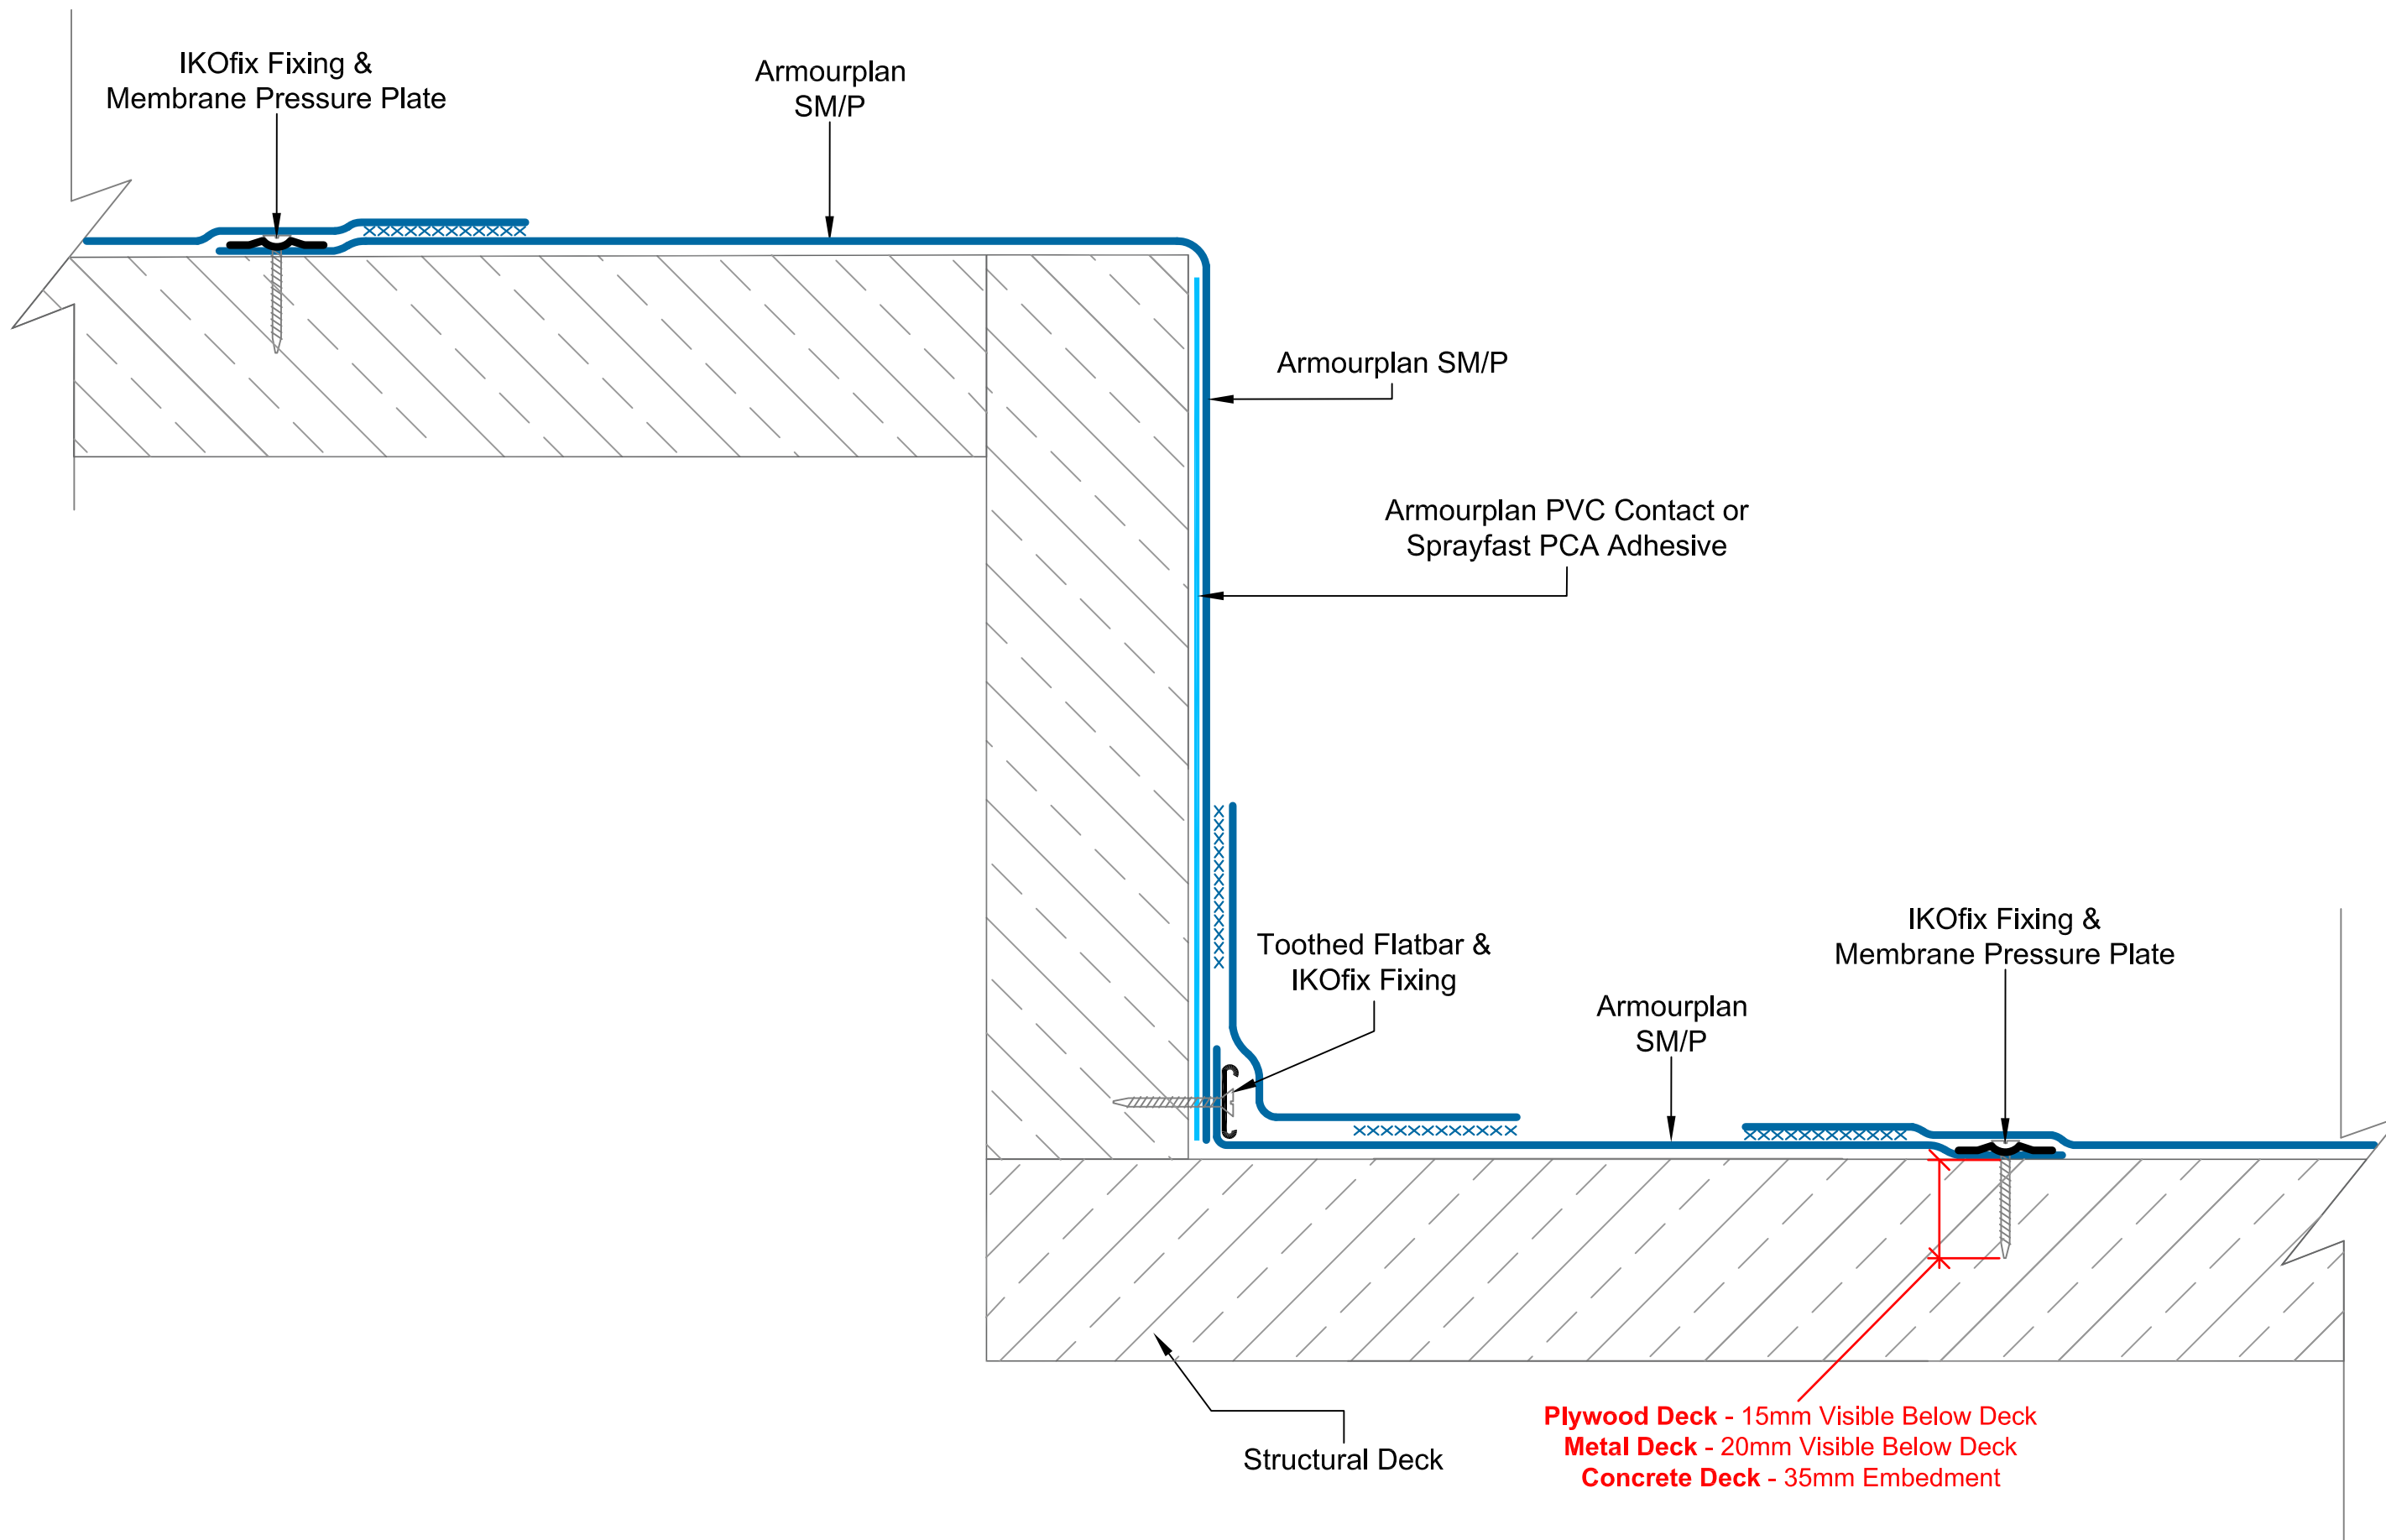 IKOfix Fixing &
Membrane Pressure Plate
Armourplan
SM/P
Armourplan SM/P
Armourplan PVC Contact or
Sprayfast PCA Adhesive
Toothed Flatbar &
IKOfix Fixing
Armourplan
SM/P
IKOfix Fixing &
Membrane Pressure Plate
Structural Deck
Plywood Deck - 15mm Visible Below Deck
Metal Deck - 20mm Visible Below Deck
Concrete Deck - 35mm Embedment